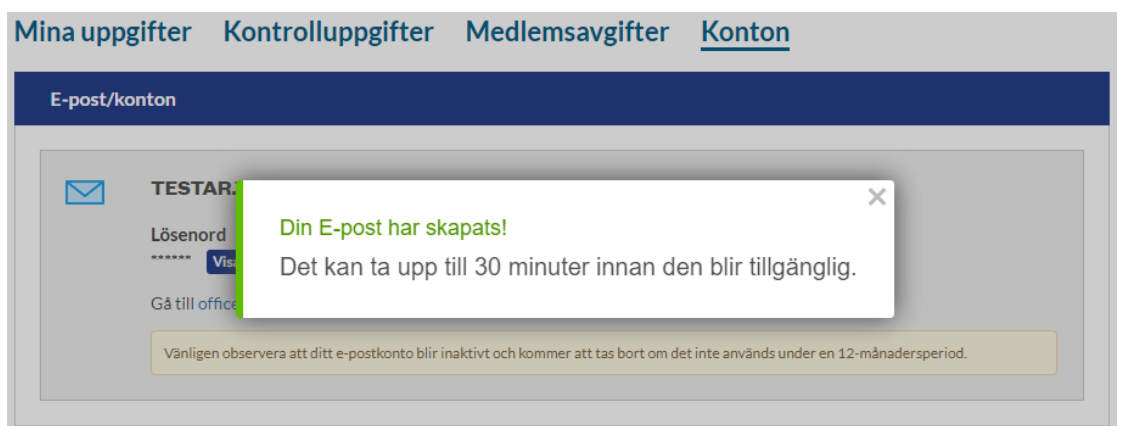 Mina uppgifter Kontrolluppgifter Medlemsavgifter Konton
E-post/konton
TESTAR.
Din E-post har skapats!
Det kan ta upp till 30 minuter innan den blir tillgänglig.
Lösenord
******
Gå till office
Vänligen observera att ditt e-postkonto blir inaktivt och kommer att tas bort om det inte används under en 12-månadersperiod.